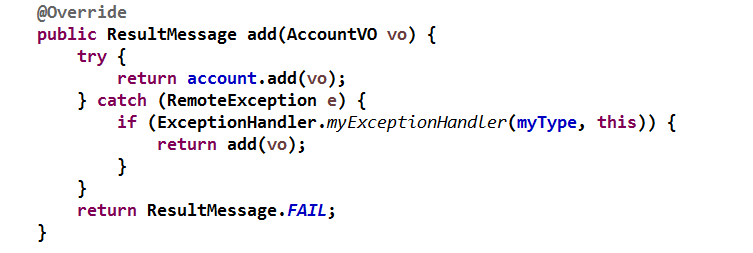 @Override
public ResultMessage add(AccountVO vo) {
    try {
        return account.add(vo);
    } catch (RemoteException e) {
        if (ExceptionHandler.myExceptionHandler(myType, this)) {
            return add(vo);
        }
    }
    return ResultMessage.FAIL;
}